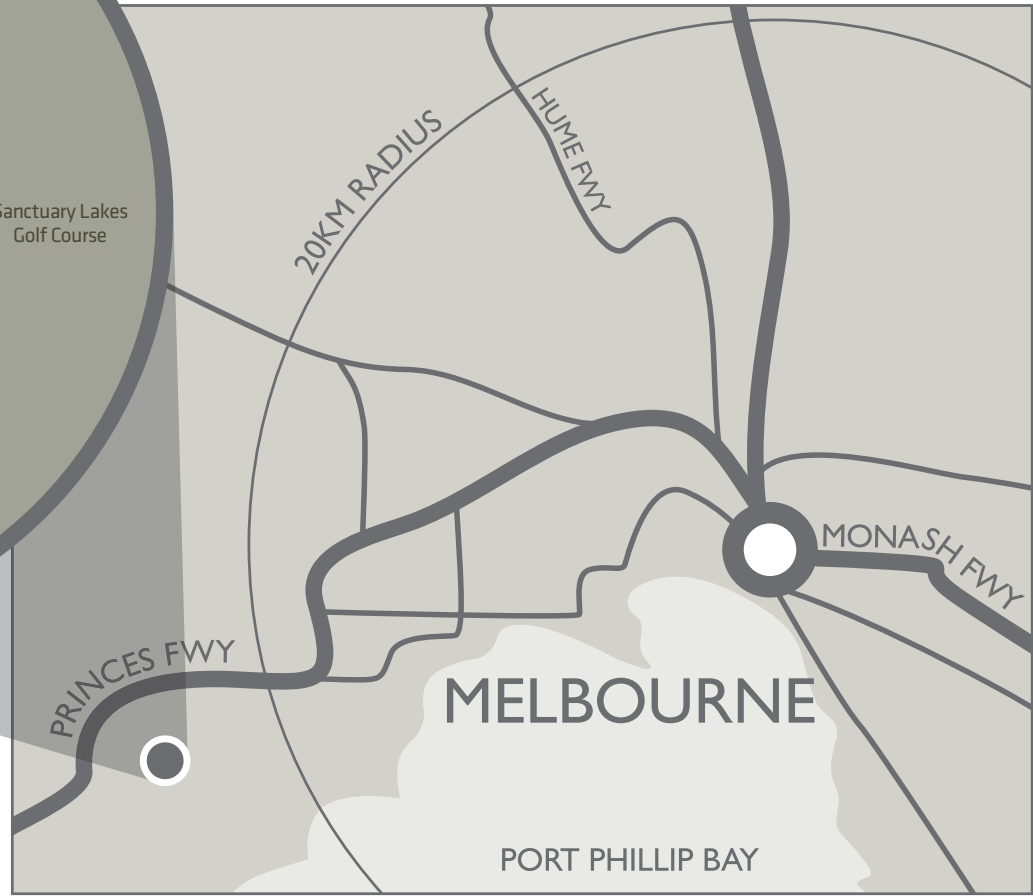 20KM RADIUS
HUME FWY
Sanctuary Lakes
Golf Course
MONASH FWY
PRINCES FWY
MELBOURNE
PORT PHILLIP BAY